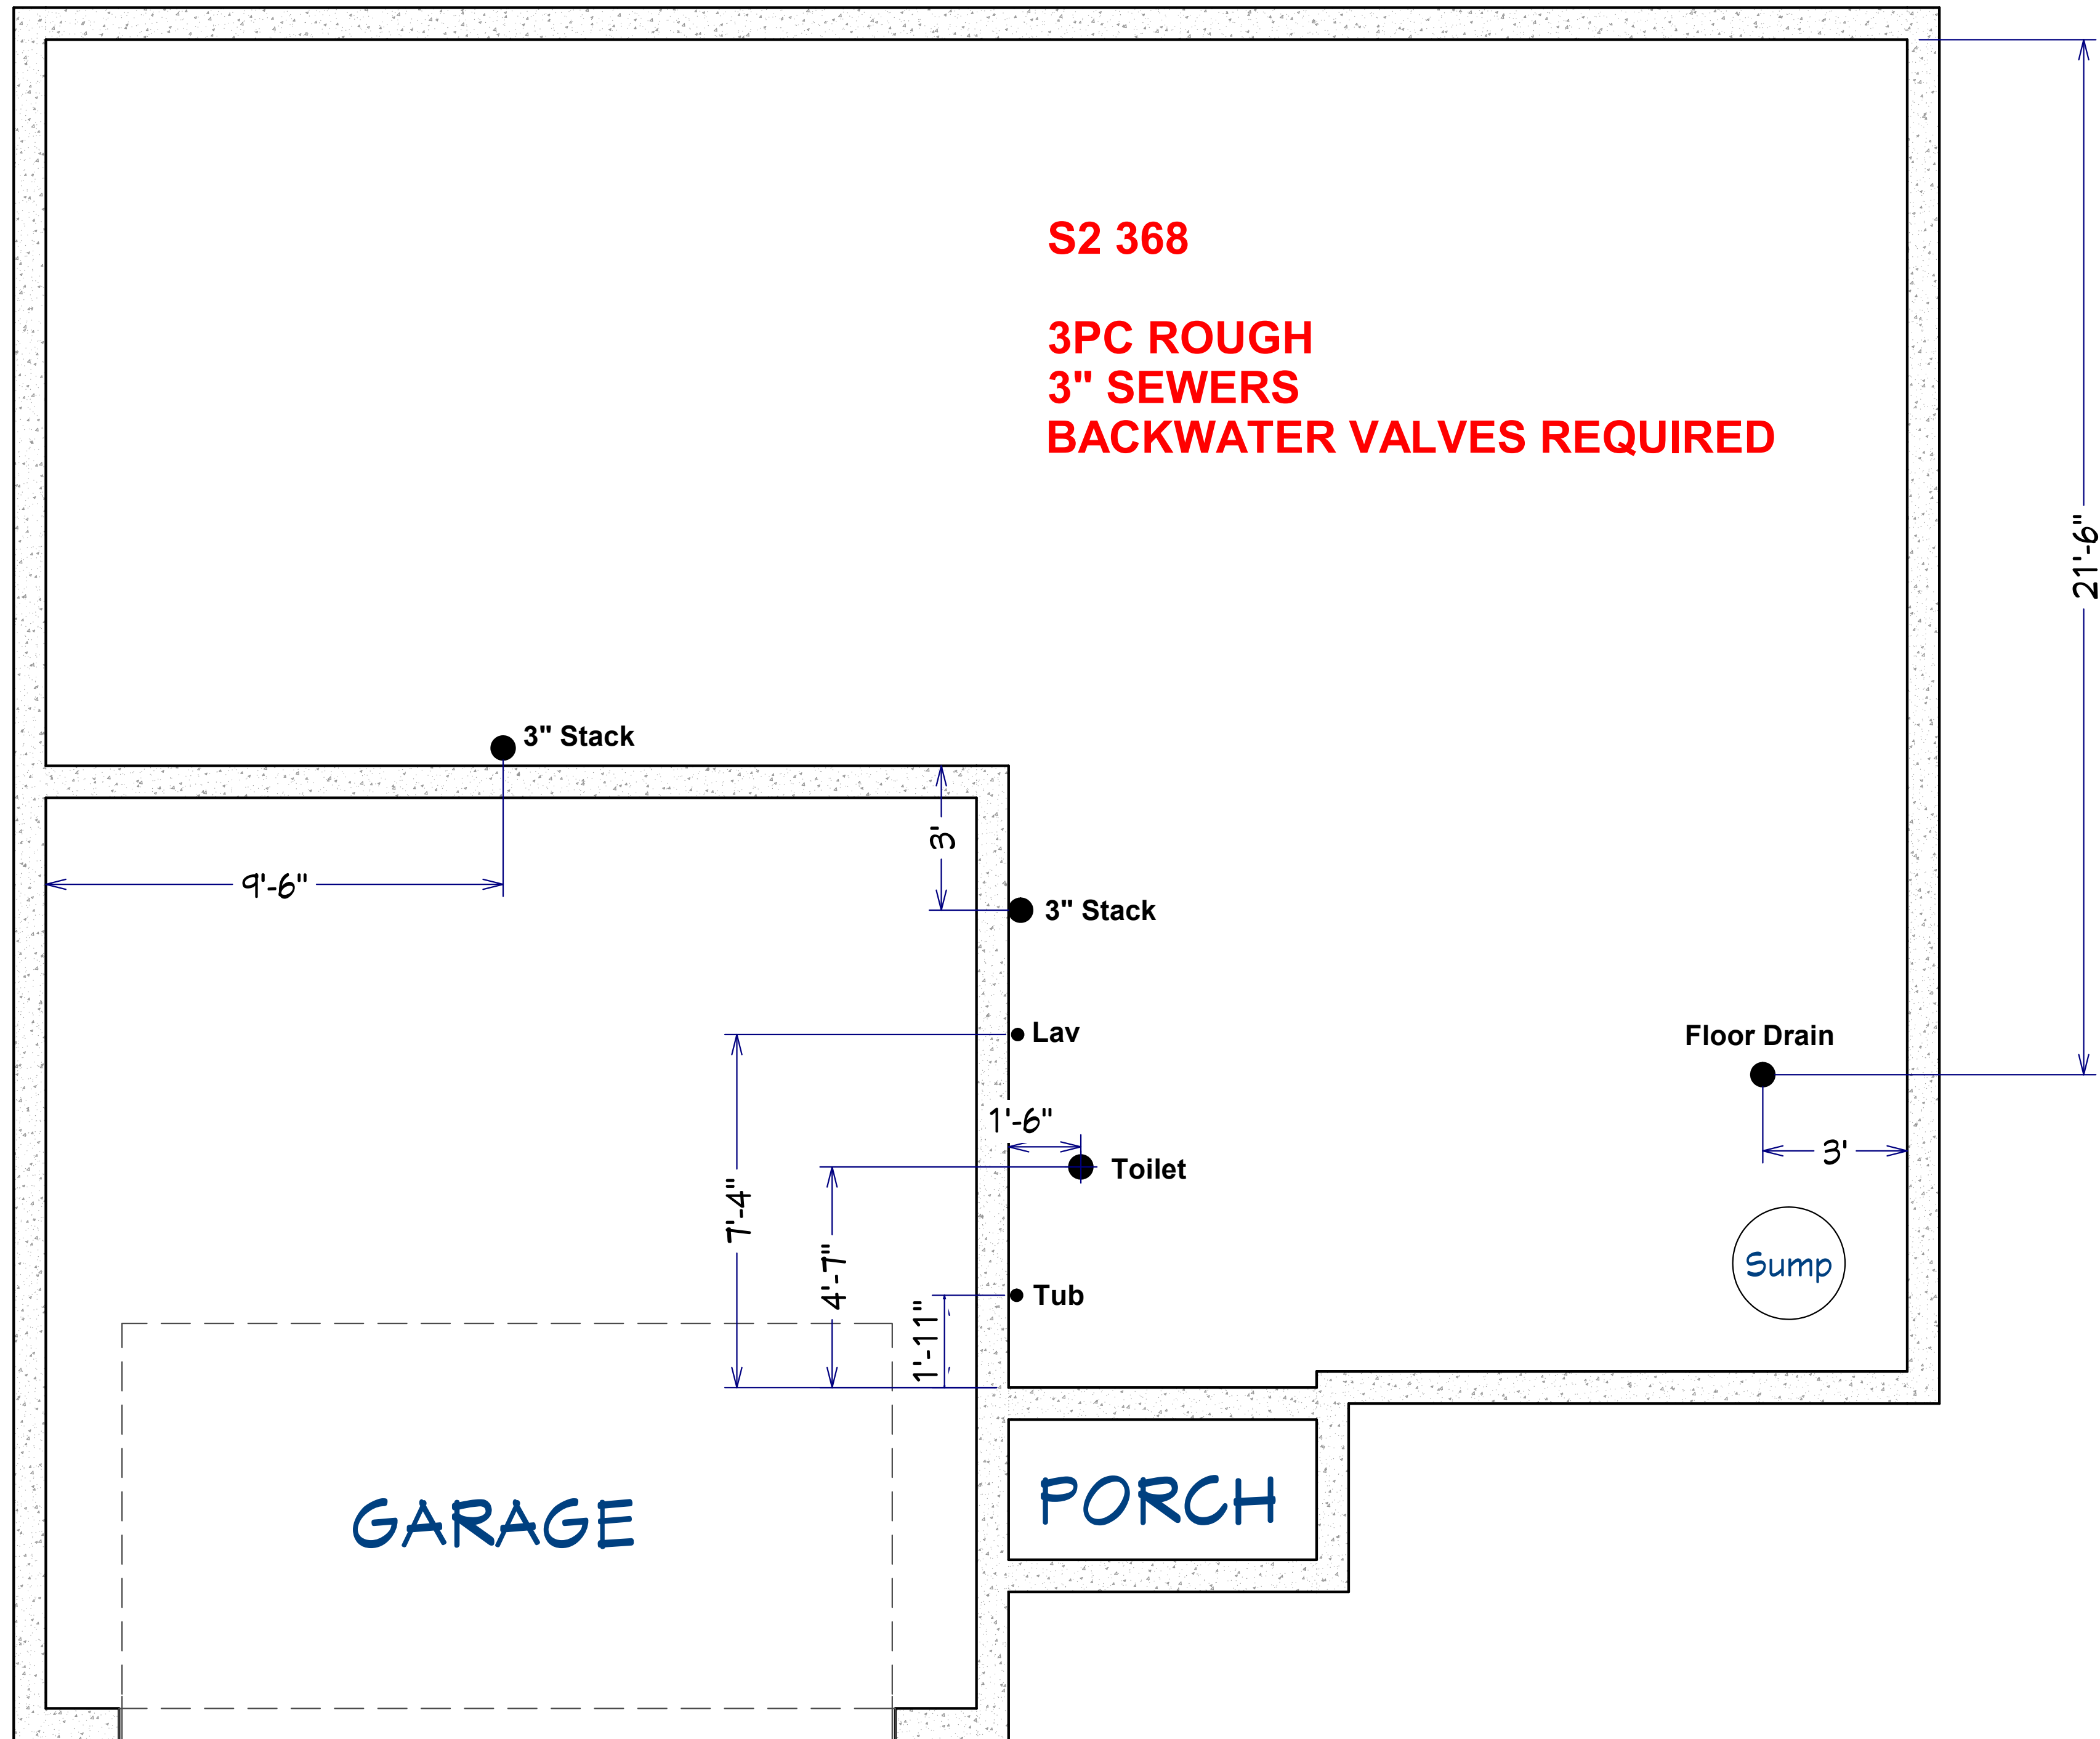 S2 368
3PC ROUGH
3" SEWERS
BACKWATER VALVES REQUIRED
21'-6"
3" Stack
3'
9'-6"
3" Stack
Lav
Floor Drain
1'-6"
3'
Toilet
7'-4"
4'-7"
Sump
Tub
1'-11"
PORCH
GARAGE